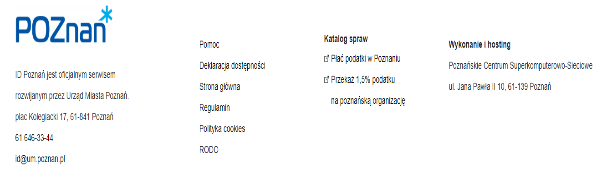 POZnan*
ID Poznań jest oficjalnym serwisem
rozwijanym przez Urząd Miasta Poznań.
plac Kolegiacki 17, 61-841 Poznań
61 646-33-44
id@um.poznan.pl
Pomoc
Deklaracja dostępności
Strona główna
Regulamin
Polityka cookies
RODO
Katalog spraw
Płać podatki w Poznaniu
Przekaż 1,5% podatku
na poznańską organizację
Wykonanie i hosting
Poznańskie Centrum Superkomputerowo-Sieciowe
ul. Jana Pawła II 10, 61-139 Poznań